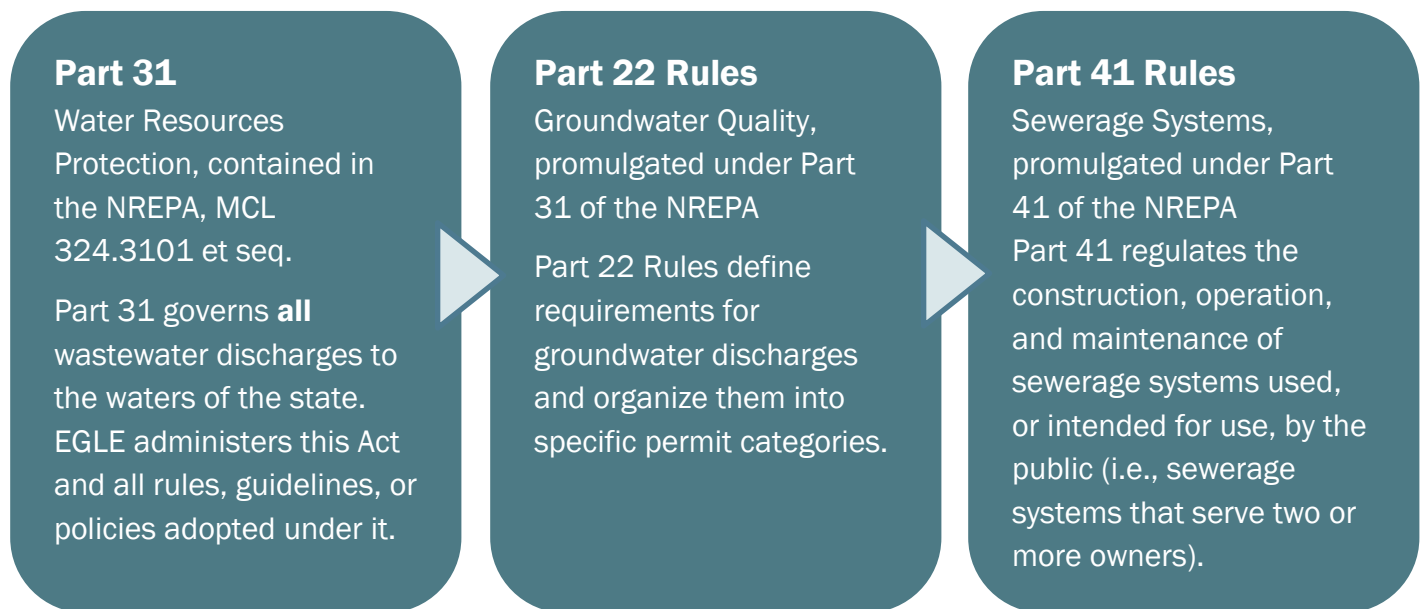 Part 31
Water Resources
Protection, contained in
the NREPA, MCL
324.3101 et seq.
Part 31 governs all
wastewater discharges to
the waters of the state.
EGLE administers this Act
and all rules, guidelines, or
policies adopted under it.
Part 22 Rules
Groundwater Quality,
promulgated under Part
31 of the NREPA
Part 22 Rules define
requirements for
groundwater discharges
and organize them into
specific permit categories.
Part 41 Rules
Sewerage Systems,
promulgated under Part
41 of the NREPA
Part 41 regulates the
construction, operation,
and maintenance of
sewerage systems used,
or intended for use, by the
public (i.e., sewerage
systems that serve two or
more owners).